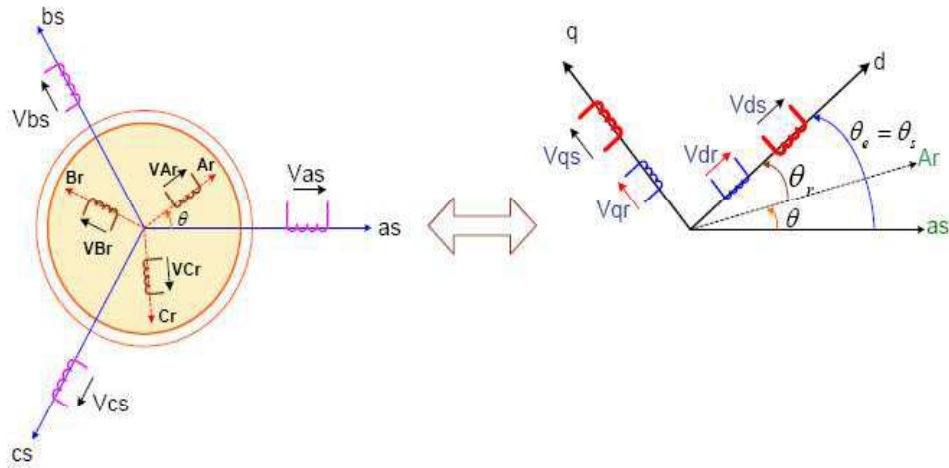 bs
Vbs
Br
VBr
VAr
Ar
θ
VCr
Cr
Vas
as
Vcs
cs
q
d
Vqs
Vqr
Vds
Vdr
θe = θs
Ar
θr
θ
as